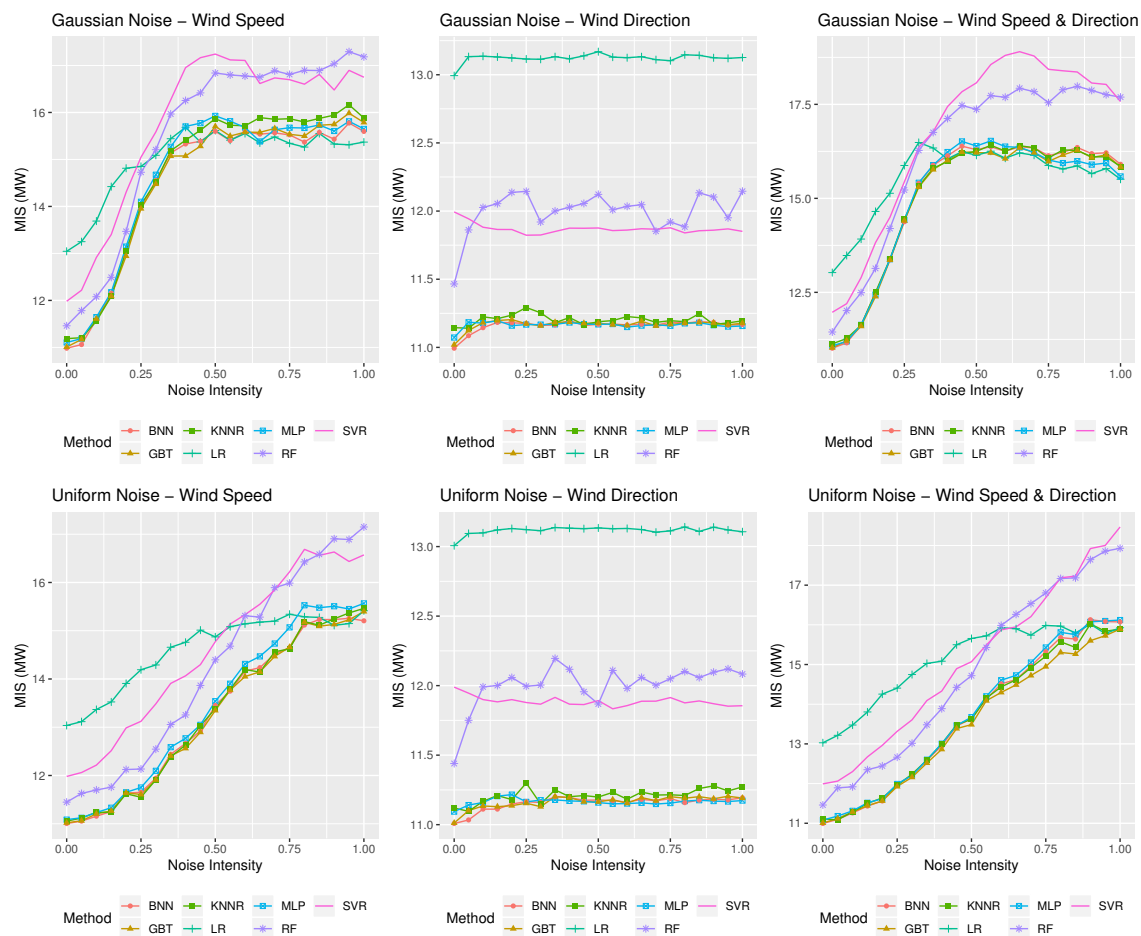 Gaussian Noise − Wind Speed
MIS (MW)
16
14
12
0.00 0.25 0.50 0.75 1.00
Noise Intensity
Method
BNN KNNR MLP SVR
GBT LR RF
Gaussian Noise − Wind Direction
MIS (MW)
13.0
12.5
12.0
11.5
11.0
0.00 0.25 0.50 0.75 1.00
Noise Intensity
Method
BNN KNNR MLP SVR
GBT LR RF
Gaussian Noise − Wind Speed & Direction
MIS (MW)
17.5
15.0
12.5
0.00 0.25 0.50 0.75 1.00
Noise Intensity
Method
BNN KNNR MLP SVR
GBT LR RF
Uniform Noise − Wind Speed
MIS (MW)
16
14
12
0.00 0.25 0.50 0.75 1.00
Noise Intensity
Method
BNN KNNR MLP SVR
GBT LR RF
Uniform Noise − Wind Direction
MIS (MW)
13.0
12.5
12.0
11.5
11.0
0.00 0.25 0.50 0.75 1.00
Noise Intensity
Method
BNN KNNR MLP SVR
GBT LR RF
Uniform Noise − Wind Speed & Direction
MIS (MW)
17
15
13
11
0.00 0.25 0.50 0.75 1.00
Noise Intensity
Method
BNN KNNR MLP SVR
GBT LR RF